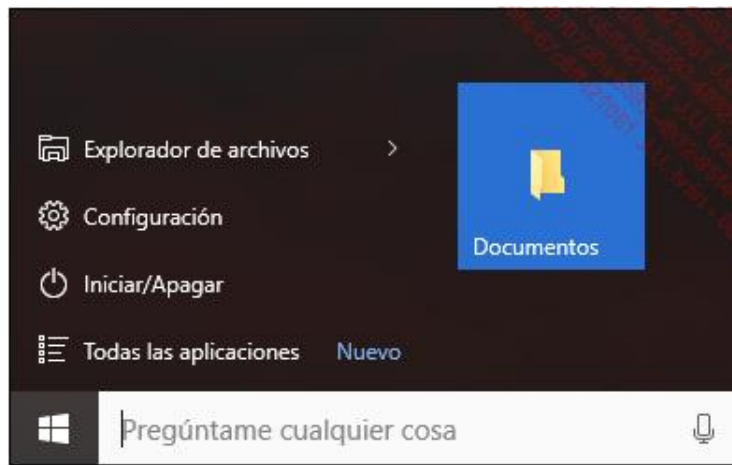 Explorador de archivos
Configuración
Documentos
Iniciar/Apagar
Todas las aplicaciones Nuevo
Pregúntame cualquier cosa